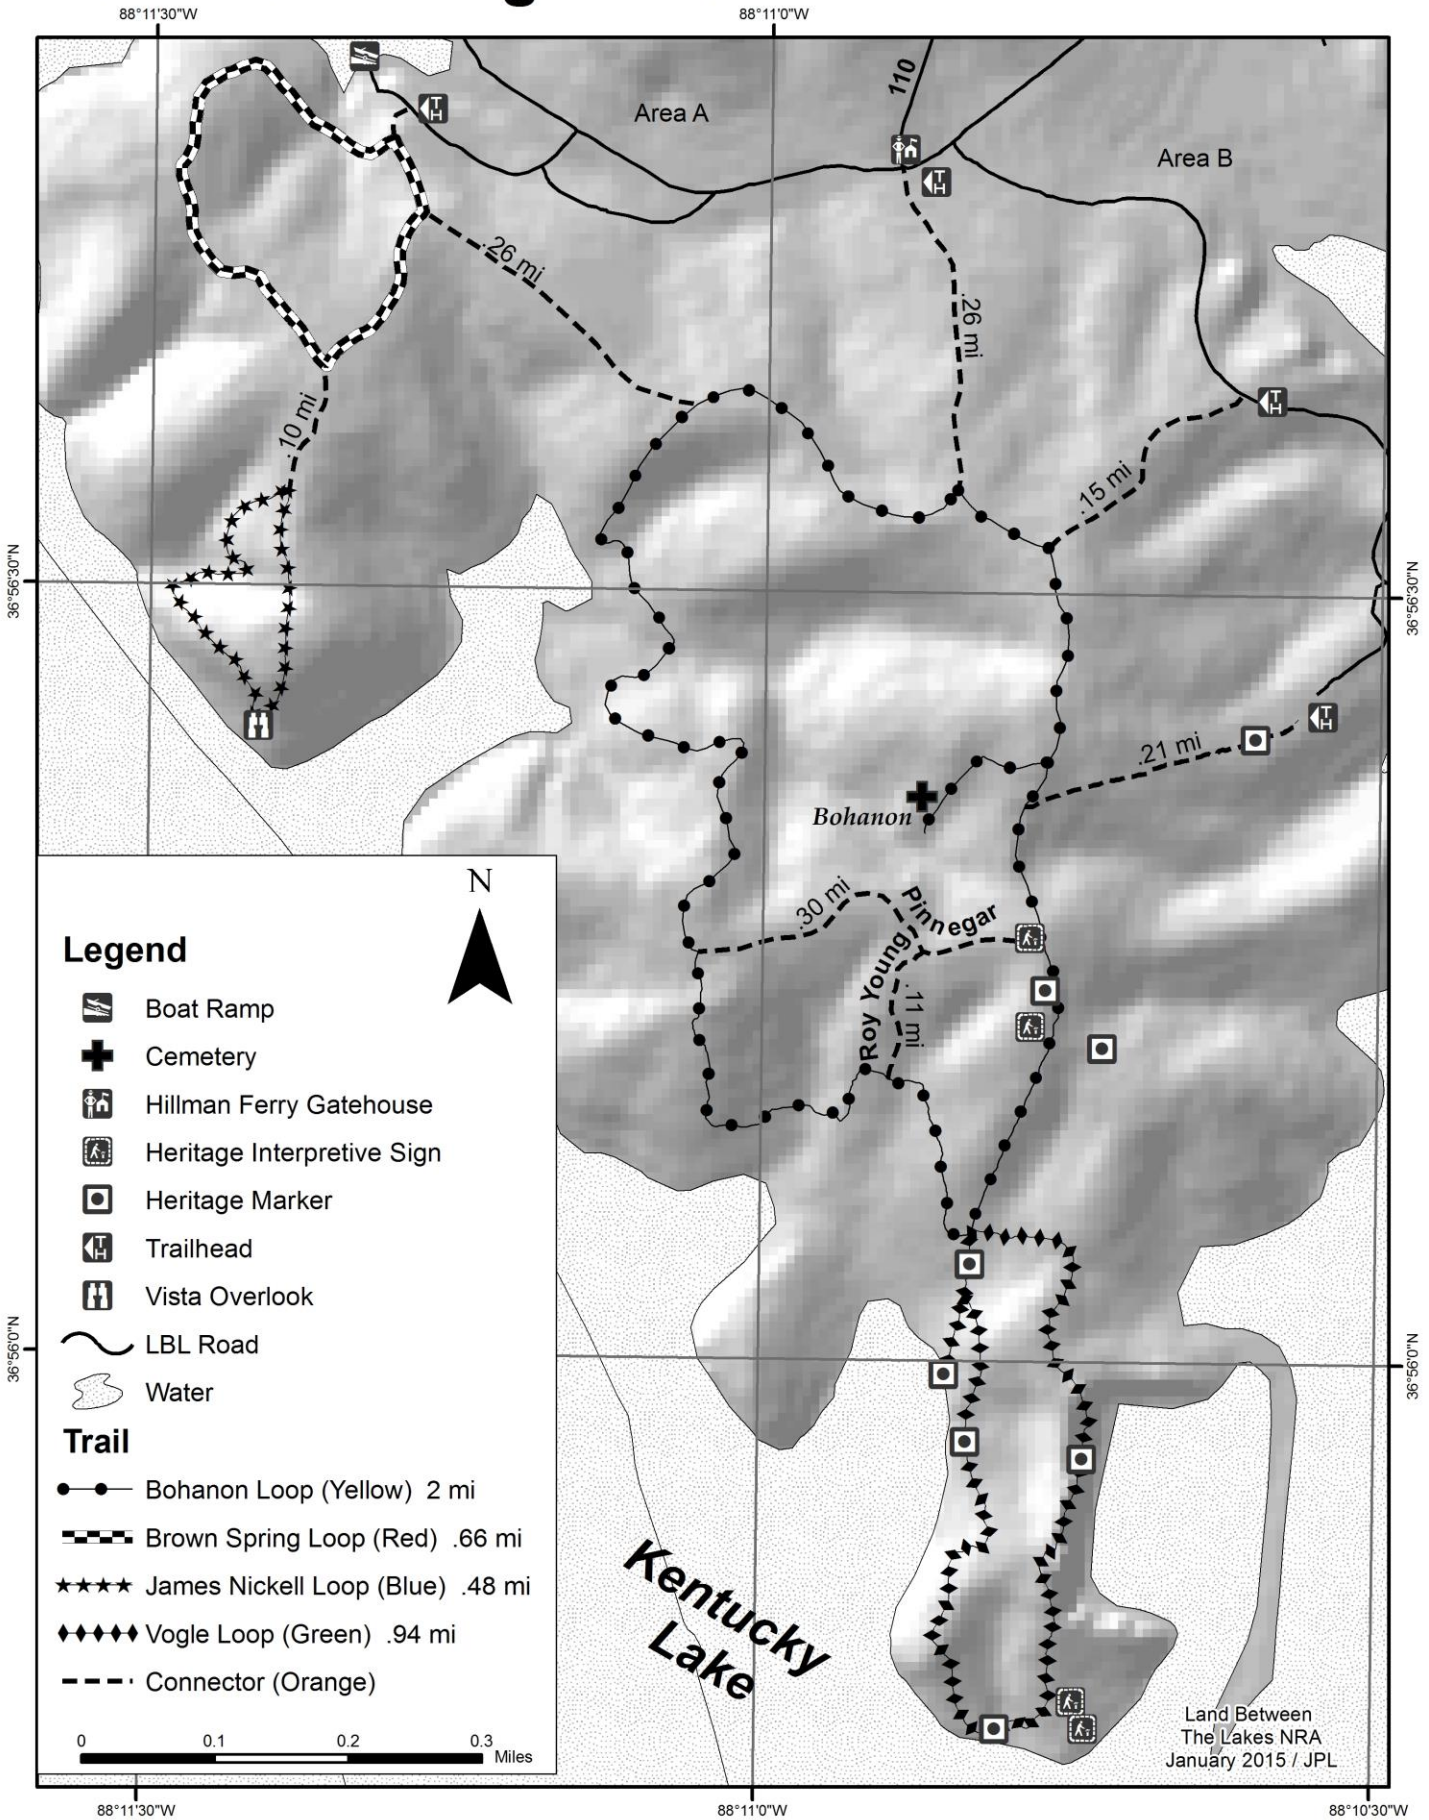 88°11'30"W
88°11'0"W
110
Area A
Area B
.26 mi
.26 mi
.10 mi
.15 mi
36°56'30"N
36°56'30"N
.21 mi
Bohanon
.30 mi
Pinnegar
Roy Young
.11 mi
N
Legend
Boat Ramp
Cemetery
Hillman Ferry Gatehouse
Heritage Interpretive Sign
Heritage Marker
Trailhead
Vista Overlook
LBL Road
Water
36°56'0"N
36°56'0"N
Trail
Bohanon Loop (Yellow) 2 mi
Brown Spring Loop (Red) .66 mi
James Nickell Loop (Blue) .48 mi
Vogle Loop (Green) .94 mi
Connector (Orange)
0 0.1 0.2 0.3
Miles
Kentucky
Lake
Land Between
The Lakes NRA
January 2015 / JPL
88°11'30"W
88°11'0"W
88°10'30"W